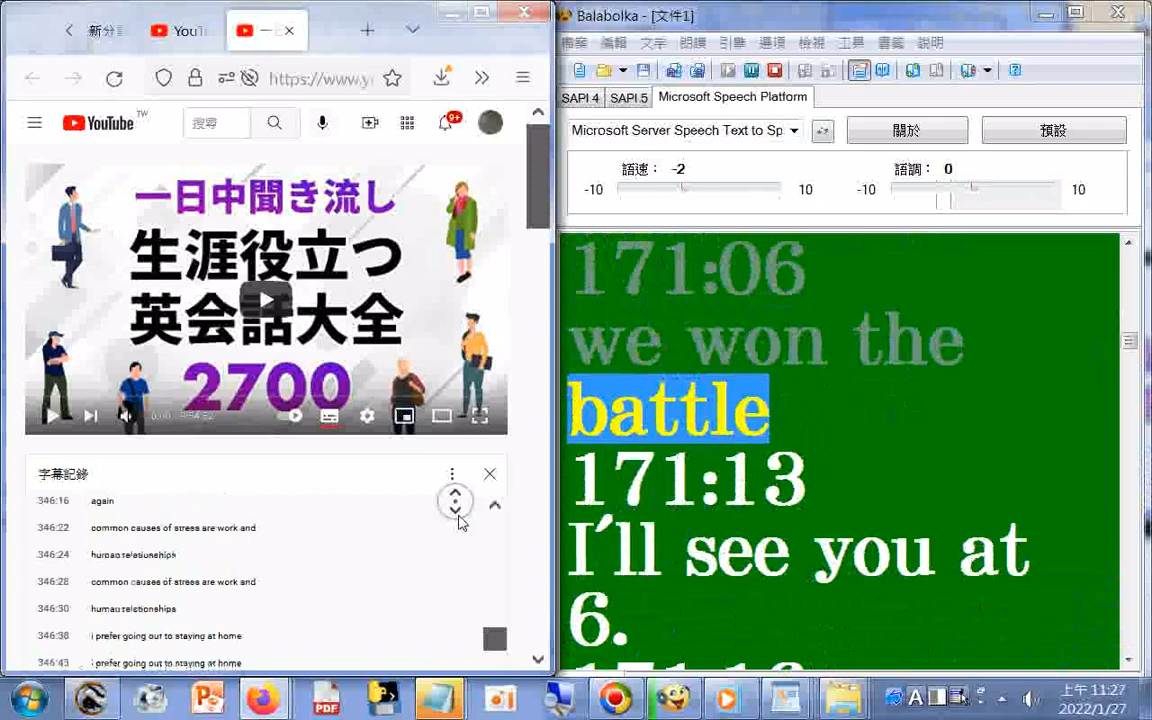 新分
YouT
一
https://www.y
YouTube TW
搜尋
9+
一日中聞き流し
生涯役立つ
英会話大全
2700
字幕記錄
346:16 again
346:22 common causes of stress are work and
346:24 human relationships
346:28 common causes of stress are work and
346:30 human relationships
346:38 i prefer going out to staying at home
346:43 i prefer going out to staying at home
Balabolka - [文件1]
檔案 編輯 文字 朗讀 引擎 選項 檢視 工具 書籤 說明
SAPI 4 SAPI 5 Microsoft Speech Platform
Microsoft Server Speech Text to Sp
關於
預設
語速： -2
-10 10
語調： 0
-10 10
171:06
we won the
battle
171:13
I'll see you at
6.
PDF
A
上午 11:27
2022/1/27